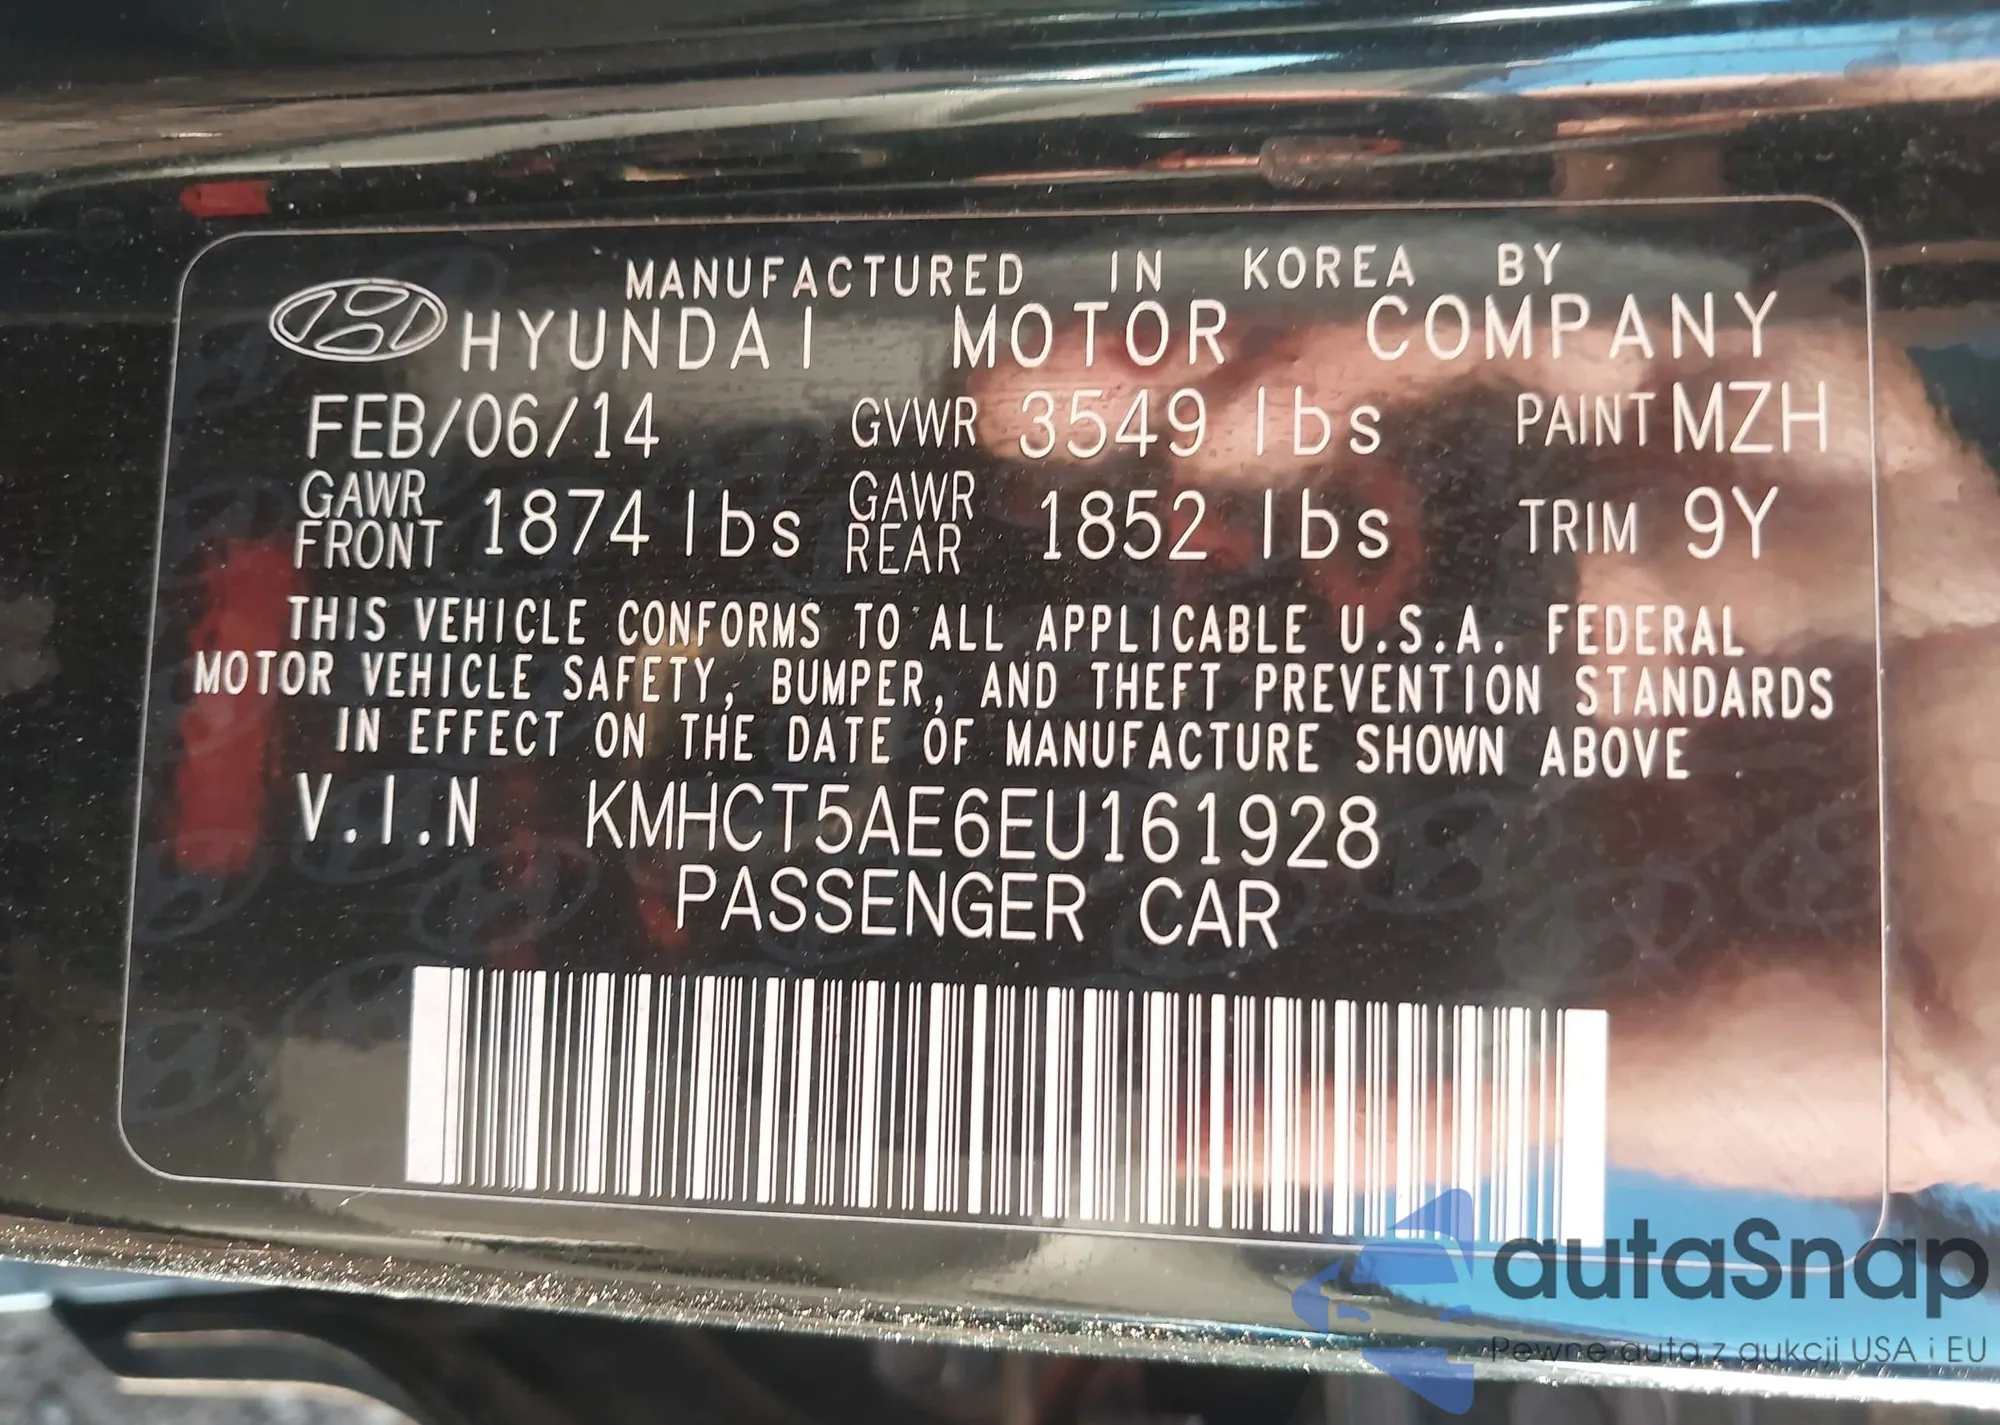 MANUFACTURED IN KOREA BY
HYUNDAI MOTOR COMPANY
FEB/06/14 GVWR 3549 lbs PAINT MZH
GAWR FRONT 1874 lbs GAWR REAR 1852 lbs TRIM 9Y
THIS VEHICLE CONFORMS TO ALL APPLICABLE U.S.A. FEDERAL
MOTOR VEHICLE SAFETY, BUMPER, AND THEFT PREVENTION STANDARDS
IN EFFECT ON THE DATE OF MANUFACTURE SHOWN ABOVE
V.I.N KMHCT5AE6EU161928
PASSENGER CAR
autaSnap
Pewne auta z aukcji USA i EU